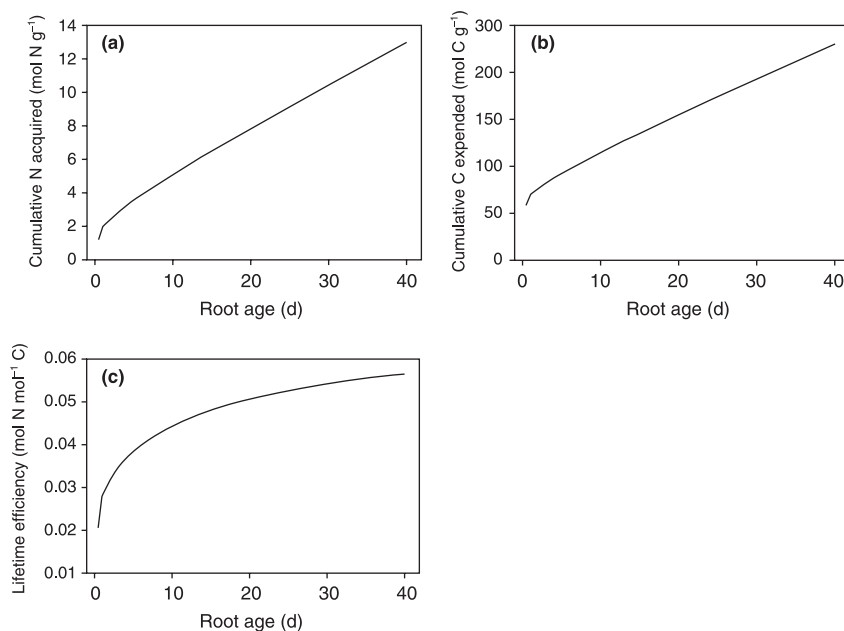 (a)
Cumulative N acquired (mol N g⁻¹)
14
12
10
8
6
4
2
0
0 10 20 30 40
Root age (d)
(b)
Cumulative C expended (mol C g⁻¹)
300
250
200
150
100
50
0
0 10 20 30 40
Root age (d)
(c)
Lifetime efficiency (mol N mol⁻¹ C)
0.06
0.05
0.04
0.03
0.02
0.01
0 10 20 30 40
Root age (d)